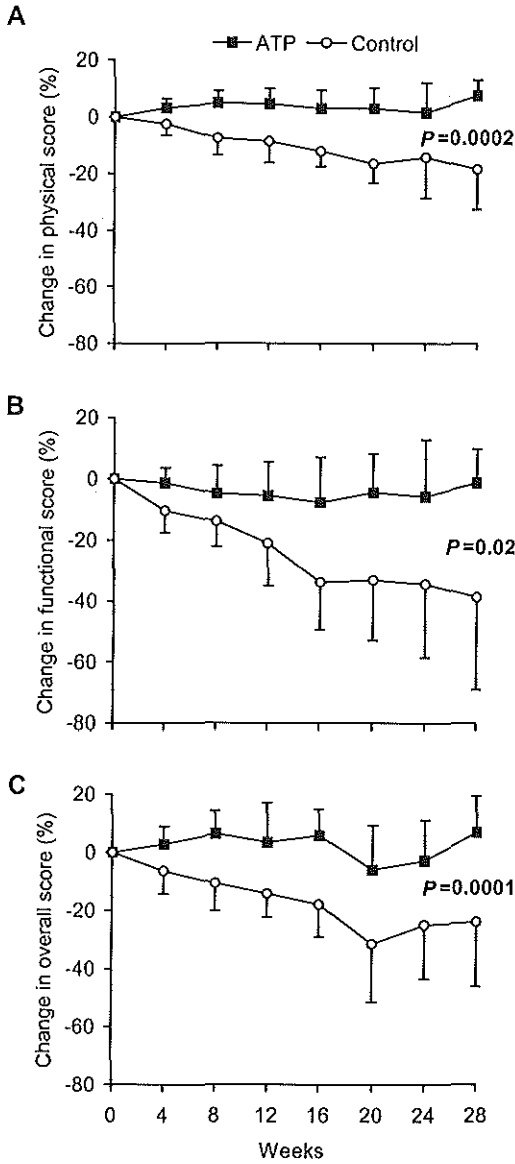 A
ATP Control
20
0
-20
-40
-60
-80
Change in physical score (%)
P=0.0002
B
20
0
-20
-40
-60
-80
Change in functional score (%)
P=0.02
C
20
0
-20
-40
-60
-80
Change in overall score (%)
P=0.0001
0 4 8 12 16 20 24 28
Weeks